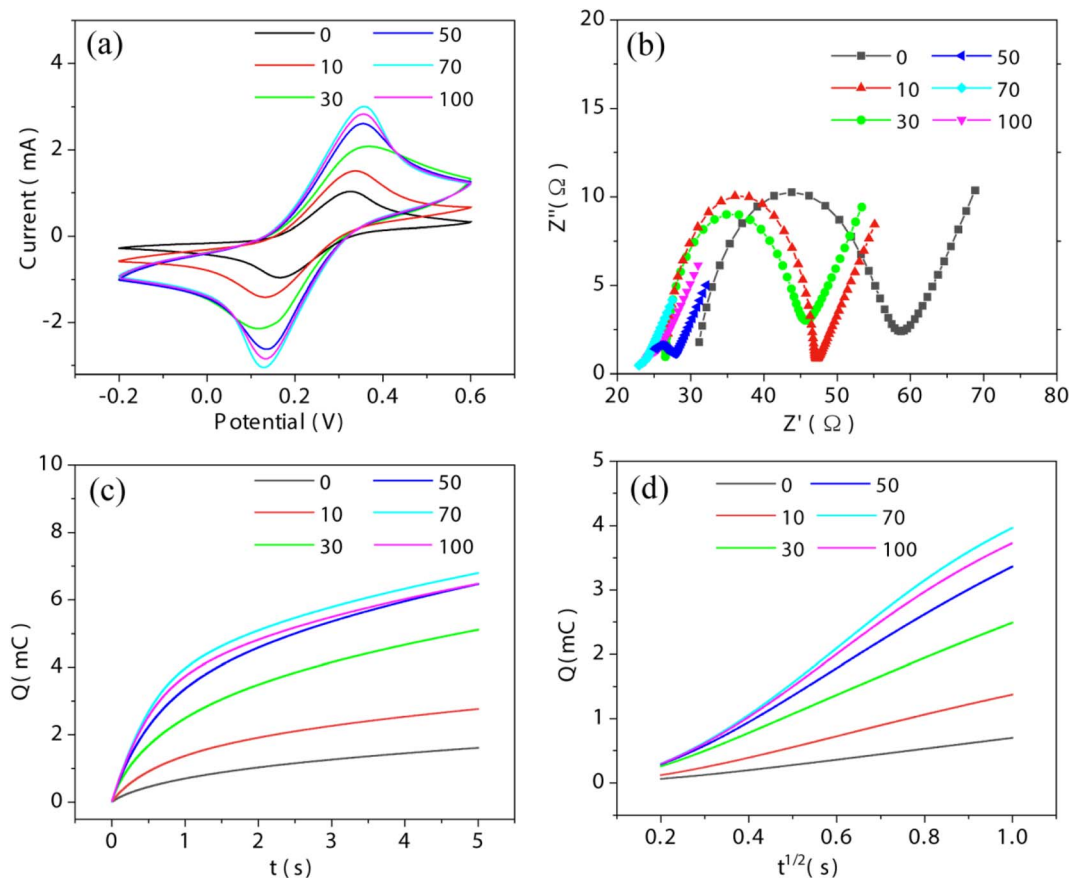 (a)
0 50
10 70
30 100
Current ( mA )
4
2
0
-2
-0.2 0.0 0.2 0.4 0.6
Potential ( V )
(b)
0 50
10 70
30 100
Z"( Ω )
20
15
10
5
0
20 30 40 50 60 70 80
Z' ( Ω )
(c)
0 50
10 70
30 100
Q( mC )
10
8
6
4
2
0
0 1 2 3 4 5
t ( s )
(d)
0 50
10 70
30 100
Q( mC )
5
4
3
2
1
0
0.2 0.4 0.6 0.8 1.0
t1/2( s )